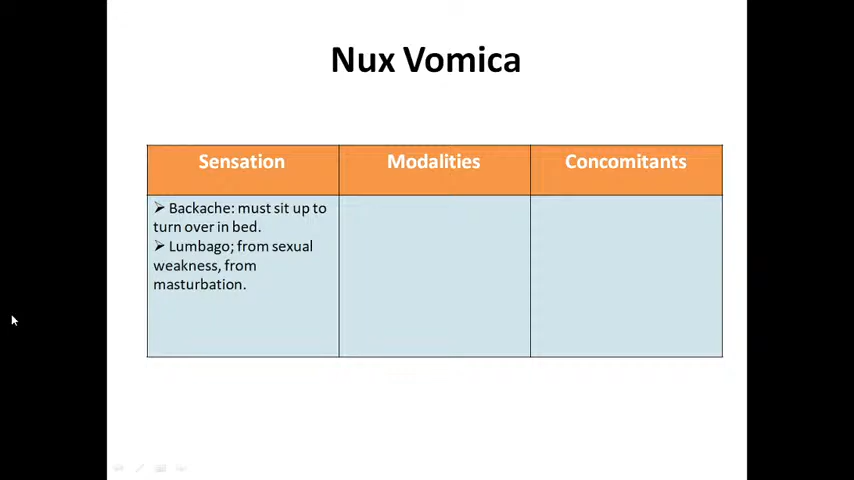 Nux Vomica
Sensation
Modalities
Concomitants
➢ Backache: must sit up to
turn over in bed.
➢ Lumbago; from sexual
weakness, from
masturbation.